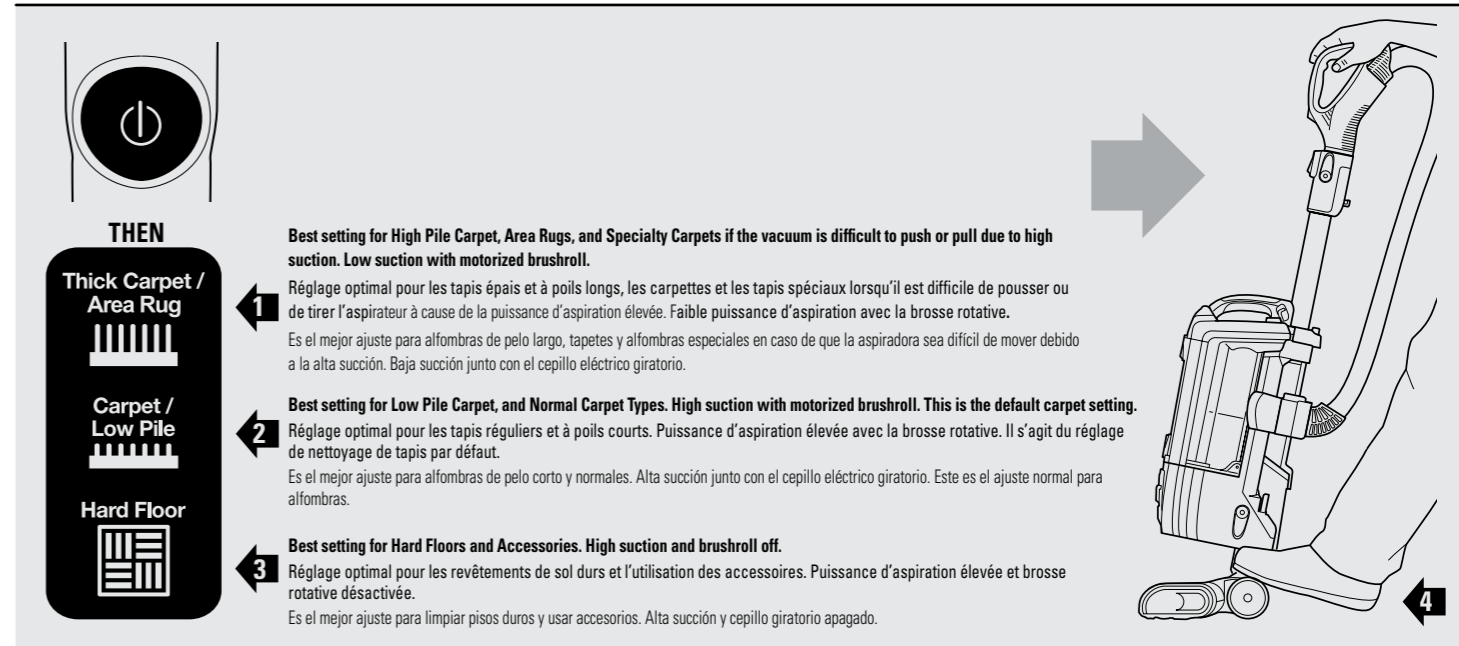 THEN
Thick Carpet /
Area Rug
1
Best setting for High Pile Carpet, Area Rugs, and Specialty Carpets if the vacuum is difficult to push or pull due to high
suction. Low suction with motorized brushroll.
Réglage optimal pour les tapis épais et à poils longs, les carpettes et les tapis spéciaux lorsqu'il est difficile de pousser ou
de tirer l'aspirateur à cause de la puissance d'aspiration élevée. Faible puissance d'aspiration avec la brosse rotative.
Es el mejor ajuste para alfombras de pelo largo, tapetes y alfombras especiales en caso de que la aspiradora sea difícil de mover debido
a la alta succión. Baja succión junto con el cepillo eléctrico giratorio.
Carpet /
Low Pile
2
Best setting for Low Pile Carpet, and Normal Carpet Types. High suction with motorized brushroll. This is the default carpet setting.
Réglage optimal pour les tapis réguliers et à poils courts. Puissance d'aspiration élevée avec la brosse rotative. Il s'agit du réglage
de nettoyage de tapis par défaut.
Es el mejor ajuste para alfombras de pelo corto y normales. Alta succión junto con el cepillo eléctrico giratorio. Este es el ajuste normal para
alfombras.
Hard Floor
3
Best setting for Hard Floors and Accessories. High suction and brushroll off.
Réglage optimal pour les revêtements de sol durs et l'utilisation des accessoires. Puissance d'aspiration élevée et brosse
rotative désactivée.
Es el mejor ajuste para limpiar pisos duros y usar accesorios. Alta succión y cepillo giratorio apagado.
4